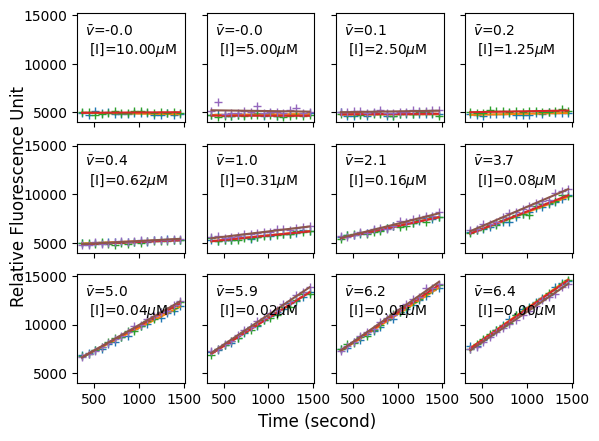 15000
10000
5000
v̄=-0.0
[I]=10.00μM
v̄=-0.0
[I]=5.00μM
v̄=0.1
[I]=2.50μM
v̄=0.2
[I]=1.25μM
15000
10000
5000
v̄=0.4
[I]=0.62μM
v̄=1.0
[I]=0.31μM
v̄=2.1
[I]=0.16μM
v̄=3.7
[I]=0.08μM
15000
10000
5000
v̄=5.0
[I]=0.04μM
v̄=5.9
[I]=0.02μM
v̄=6.2
[I]=0.01μM
v̄=6.4
[I]=0.00μM
500 1000 1500
500 1000 1500
500 1000 1500
500 1000 1500
Relative Fluorescence Unit
Time (second)